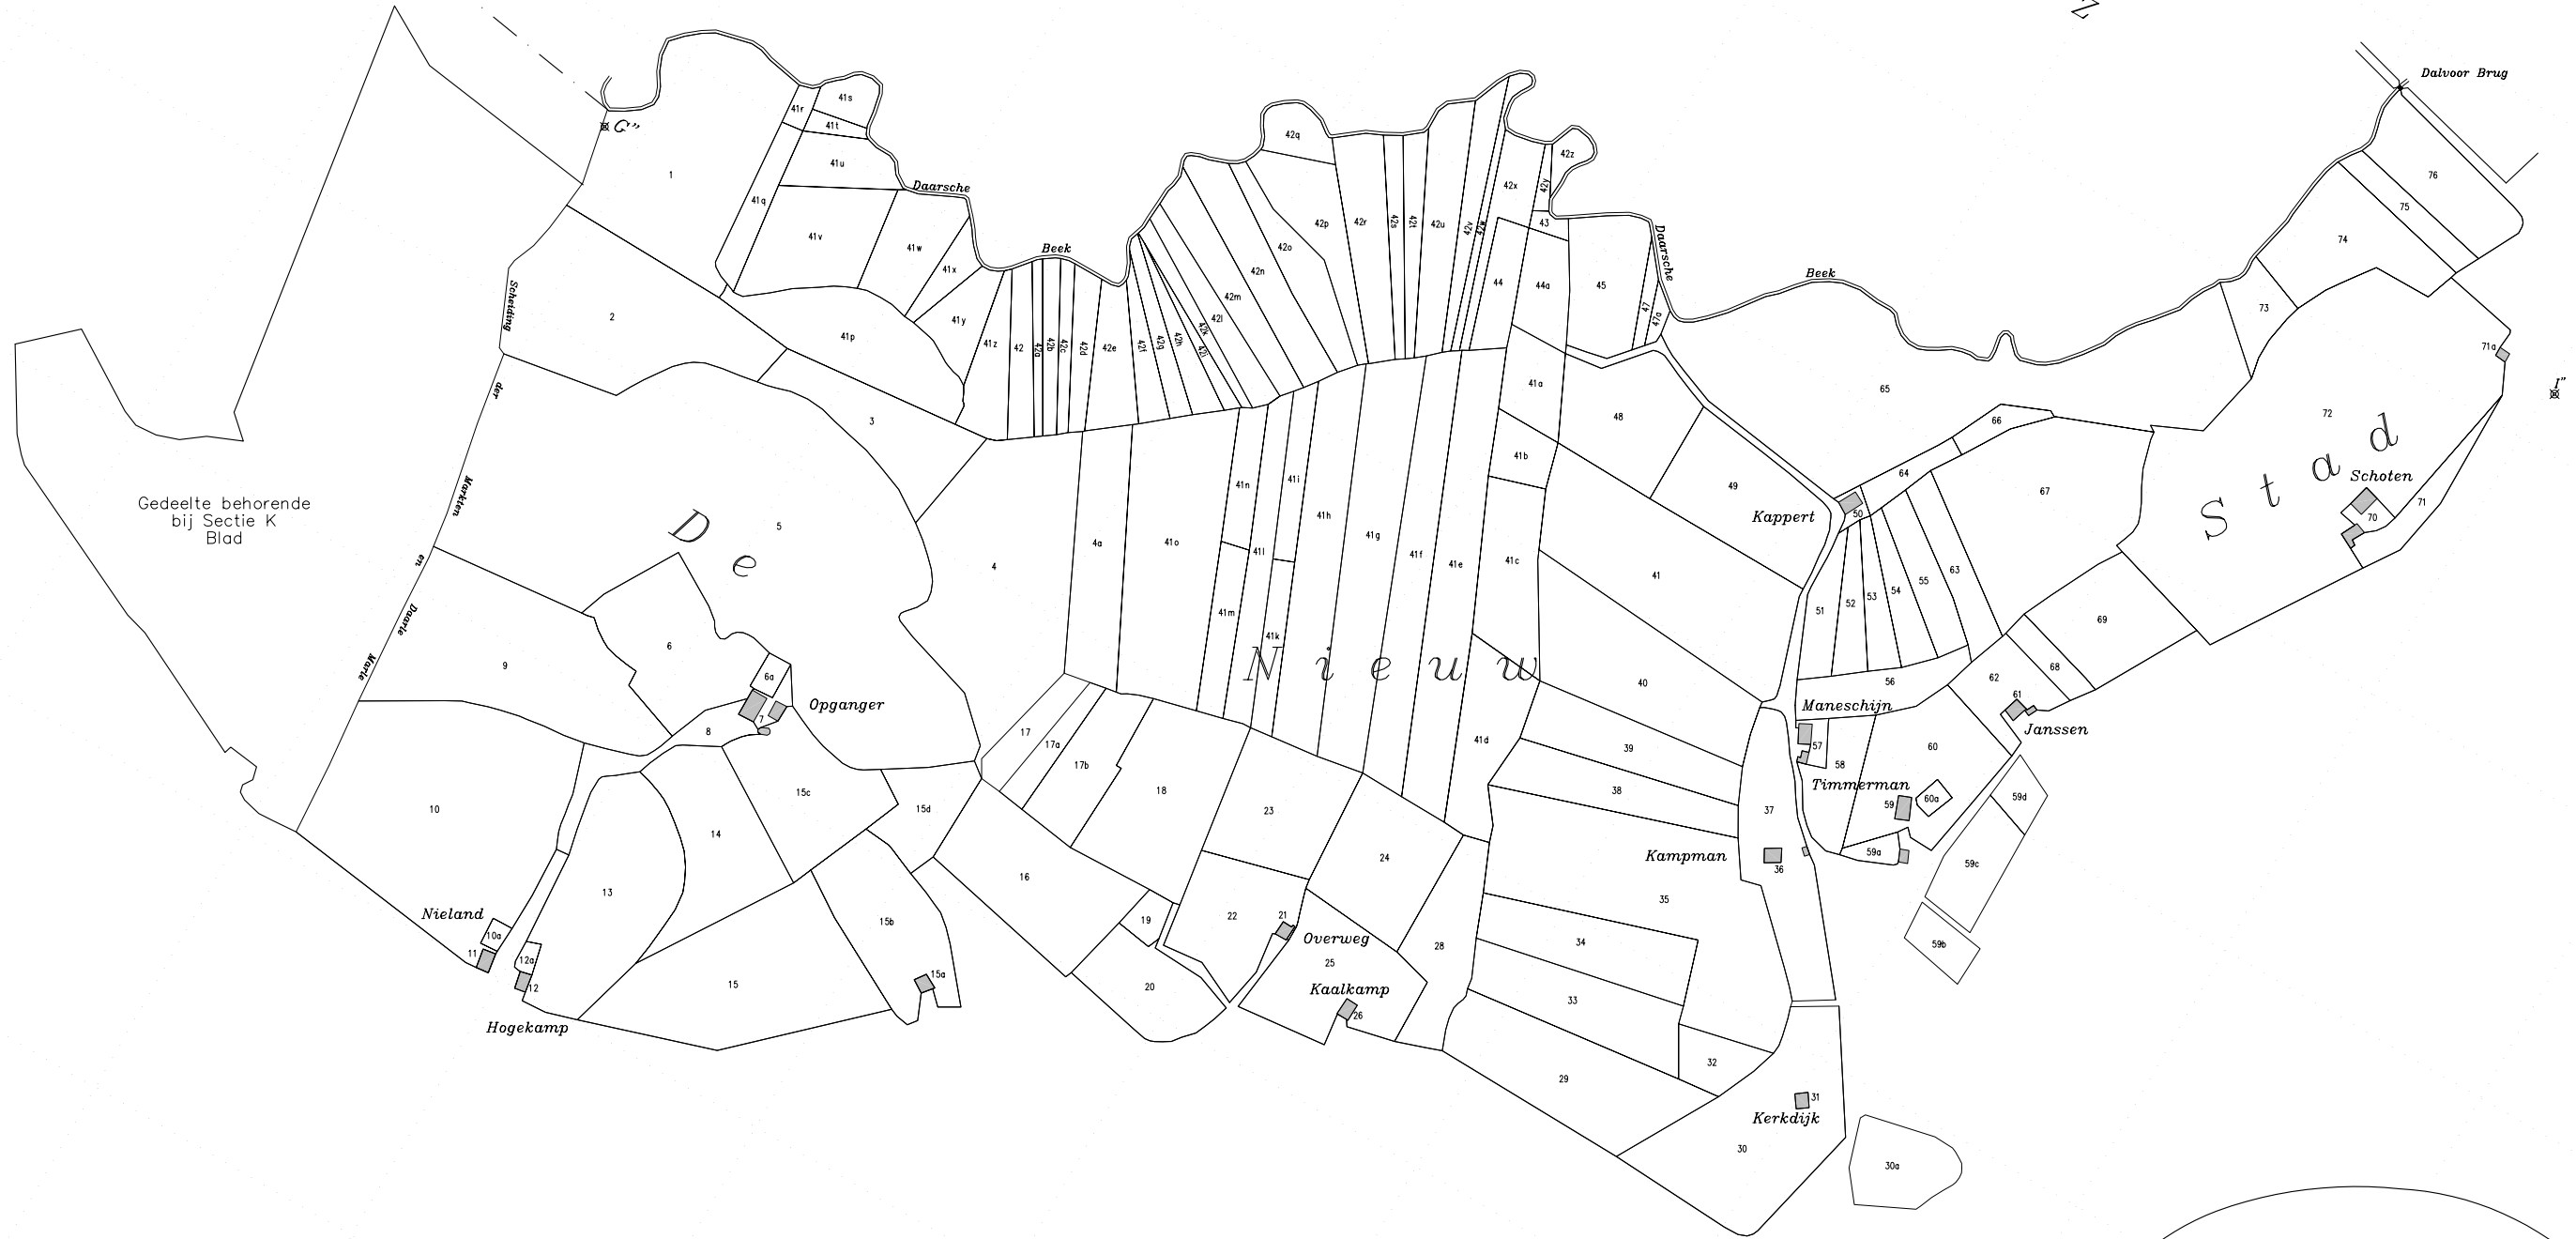 N
Dalvoor Brug
G"
I"
Daarsche
Beek
Daarsche
Beek
Scheiding
der
Markten
en
Daarle
Marle
Gedeelte behorende
bij Sectie K
Blad
De
Nieuw
Stad
Schoten
Kappert
Opganger
Maneschijn
Janssen
Timmerman
Kampman
Nieland
Overweg
Kaalkamp
Hogekamp
Kerkdijk
1
2
3
4
4a
5
6
6a
7
8
9
10
10a
11
12
12a
13
14
15
15a
15b
15c
15d
16
17
17a
17b
18
19
20
21
22
23
24
25
26
28
29
30
30a
31
32
33
34
35
36
37
38
39
40
41
41a
41b
41c
41d
41e
41f
41g
41h
41i
41k
41l
41m
41n
41o
41p
41q
41r
41s
41t
41u
41v
41w
41x
41y
41z
42
42a
42b
42c
42d
42e
42f
42g
42h
42i
42k
42l
42m
42n
42o
42p
42q
42r
42s
42t
42u
42v
42w
42x
42y
42z
43
44
44a
45
47
47a
48
49
50
51
52
53
54
55
56
57
58
59
59a
59b
59c
59d
60
60a
61
62
63
64
65
66
67
68
69
70
71
71a
72
73
74
75
76